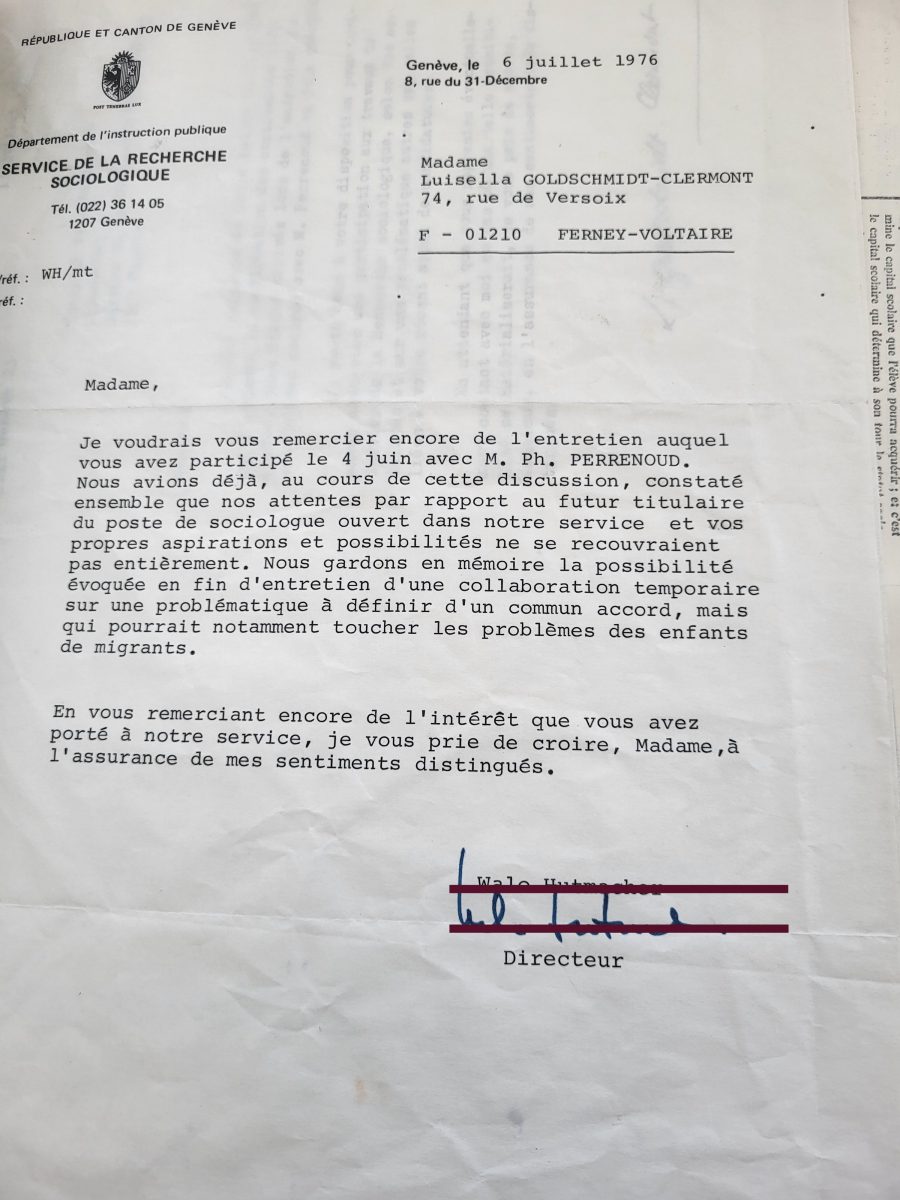 RÉPUBLIQUE ET CANTON DE GENÈVE
POST TENEBRAS LUX
Département de l'instruction publique
SERVICE DE LA RECHERCHE
SOCIOLOGIQUE
Tél. (022) 36 14 05
1207 Genève
/réf. : WH/mt
réf. :
Genève, le 6 juillet 1976
8, rue du 31-Décembre
Madame
Luisella GOLDSCHMIDT-CLERMONT
74, rue de Versoix
F - 01210 FERNEY-VOLTAIRE
Madame,
Je voudrais vous remercier encore de l'entretien auquel
vous avez participé le 4 juin avec M. Ph. PERRENOUD.
Nous avions déjà, au cours de cette discussion, constaté
ensemble que nos attentes par rapport au futur titulaire
du poste de sociologue ouvert dans notre service et vos
propres aspirations et possibilités ne se recouvraient
pas entièrement. Nous gardons en mémoire la possibilité
évoquée en fin d'entretien d'une collaboration temporaire
sur une problématique à définir d'un commun accord, mais
qui pourrait notamment toucher les problèmes des enfants
de migrants.
En vous remerciant encore de l'intérêt que vous avez
porté à notre service, je vous prie de croire, Madame,à
l'assurance de mes sentiments distingués.
Directeur
mine le capital scolaire que l'élève pourra acquérir ; et c'est
le capital scolaire qui détermine à son tour